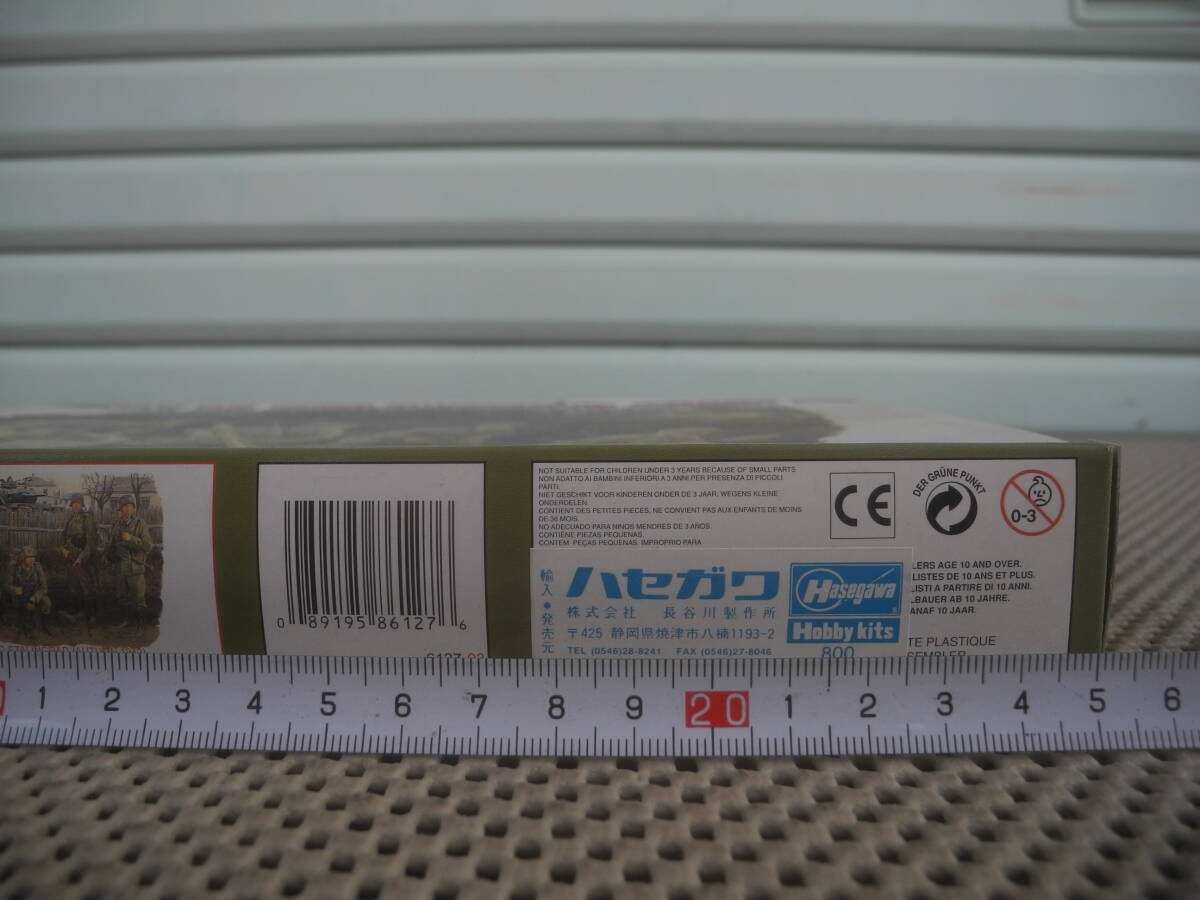 NOT SUITABLE FOR CHILDREN UNDER 3 YEARS BECAUSE OF SMALL PARTS
NON ADATTO AI BAMBINI INFERIORI A 3 ANNI PER PRESENZA DI PICCOLI
PARTI.
NIET GESCHIKT VOOR KINDEREN ONDER DE 3 JAAR, WEGENS KLEINE
ONDERDELEN.
CONTIENT DES PETITES PIECES, NE CONVIENT PAS AUX ENFANTS DE MOINS
DE 36 MOIS.
NO ADECUADO PARA NINOS MENORES DE 3 AÑOS.
CONTIENE PIEZAS PEQUENAS.
CONTEM PEÇAS PEQUENAS, IMPROPRIO PARA
CE
DER GRÜNE PUNKT
0-3
LERS AGE 10 AND OVER.
LISTES DE 10 ANS ET PLUS.
LISTI A PARTIRE DI 10 ANNI.
BAUER AB 10 JAHRE.
ANAF 10 JAAR.
TE PLASTIQUE
輸入・発売元
ハセガワ
株式会社 長谷川製作所
〒425 静岡県焼津市八楠1193-2
TEL (0546)28-8241 FAX (0546)27-8046
Hasegawa
Hobby kits
800
0 89195 86127 6
1 2 3 4 5 6 7 8 9 20 1 2 3 4 5 6